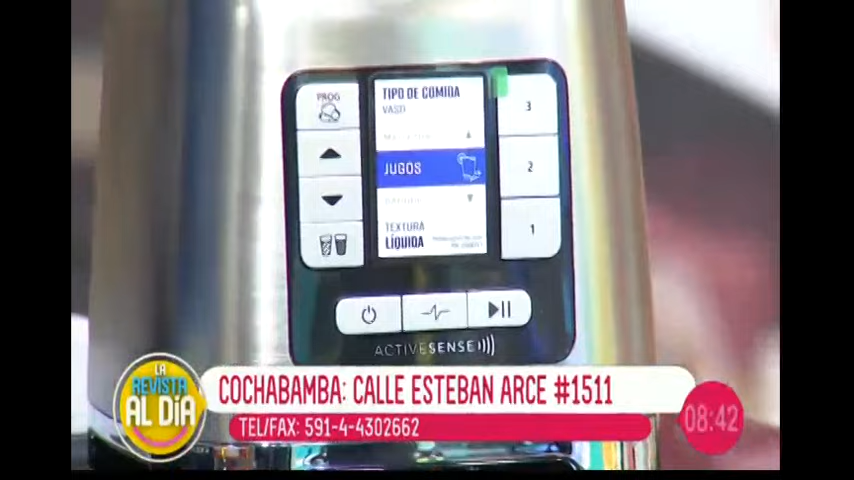 PROG
TIPO DE COMIDA
VASO
JUGOS
TEXTURA
LÍQUIDA
3
2
1
ACTIVESENSE
LA
REVISTA
AL DÍA
COCHABAMBA: CALLE ESTEBAN ARCE #1511
TEL/FAX: 591-4-4302662
08:42